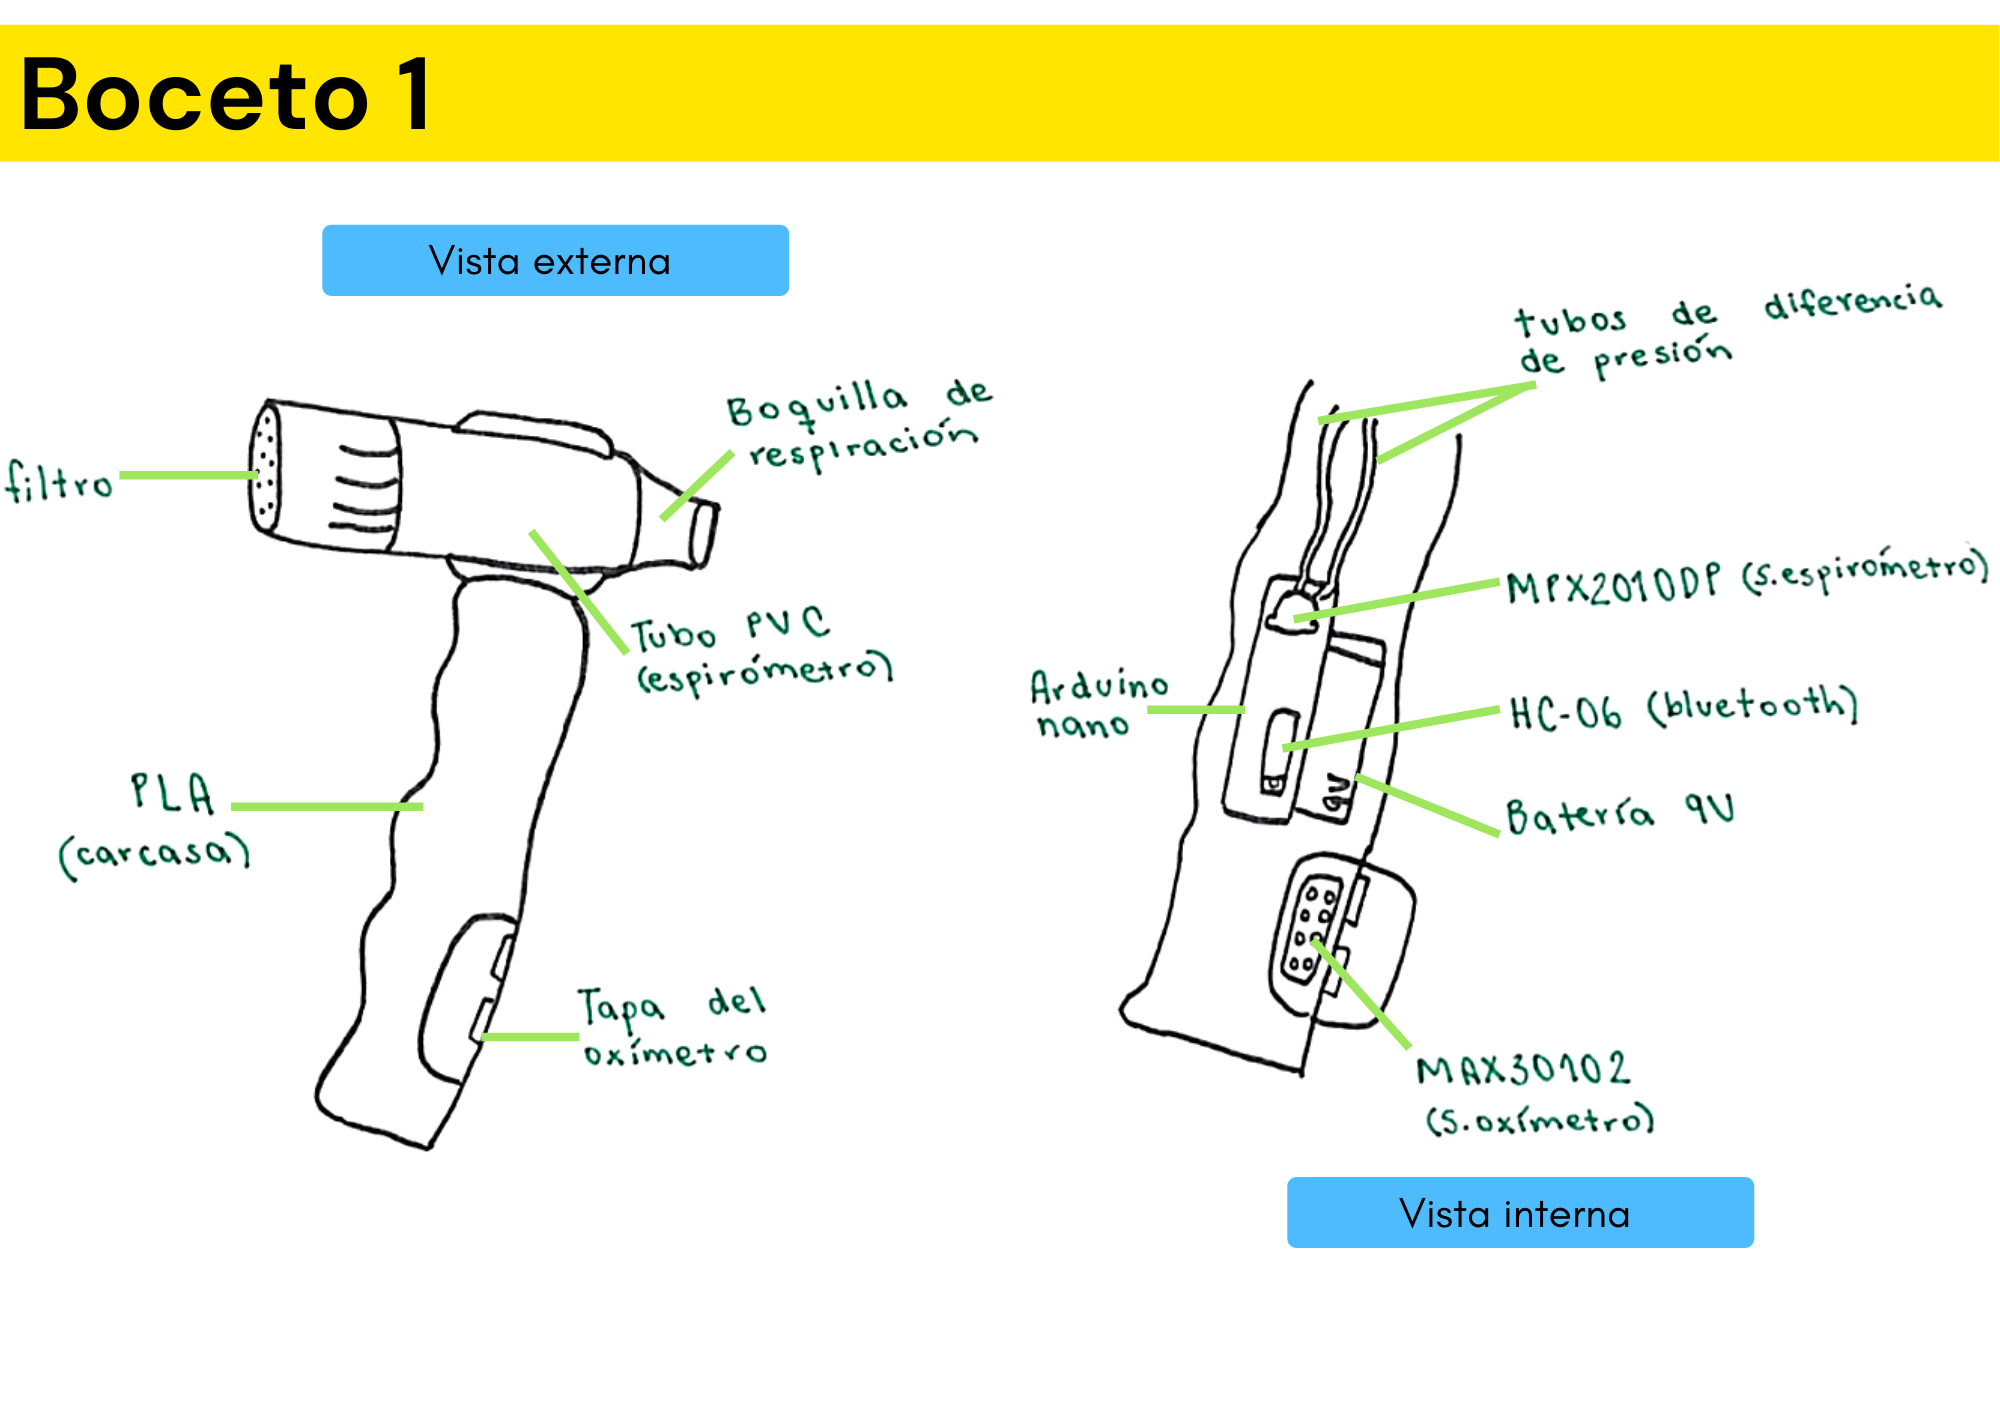 Boceto 1
Vista externa
filtro
Boquilla de
respiración
Tubo PVC
(espirómetro)
PLA
(carcasa)
Tapa del
oxímetro
tubos de diferencia
de presión
MPX2010DP (s.espirómetro)
Arduino
nano
HC-06 (bluetooth)
9V
Batería 9V
MAX30102
(s.oxímetro)
Vista interna